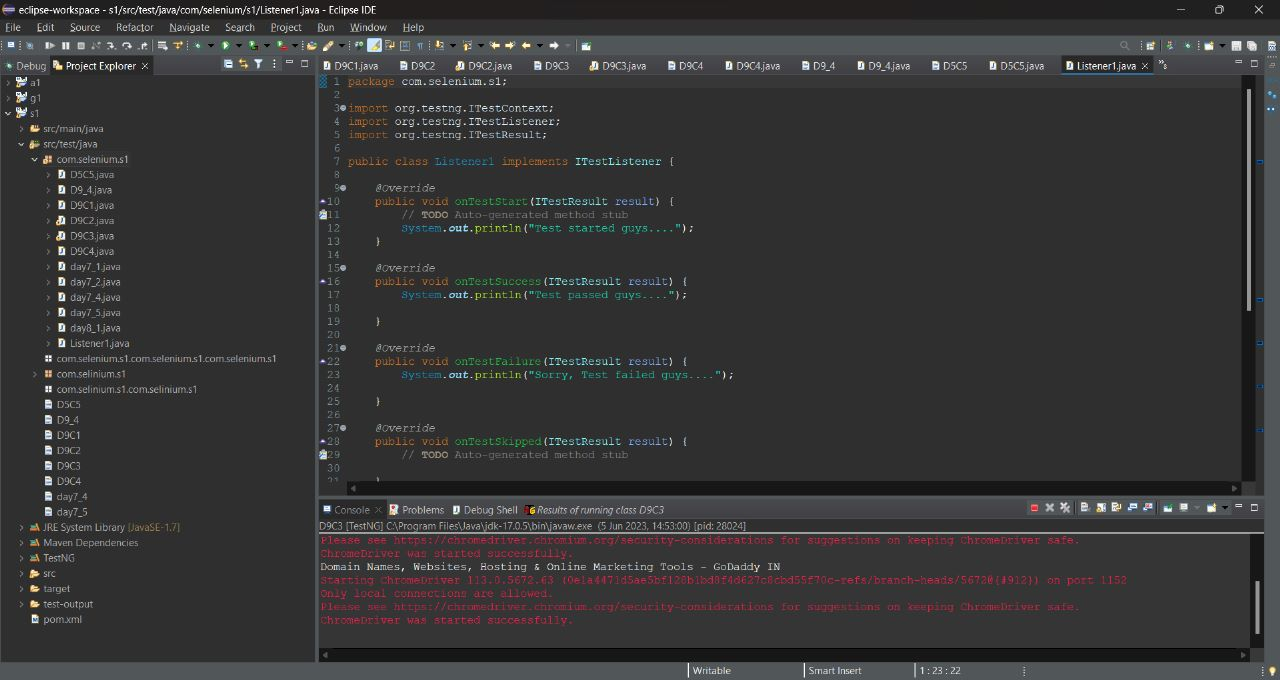 eclipse-workspace - s1/src/test/java/com/selenium/s1/Listener1.java - Eclipse IDE
File Edit Source Refactor Navigate Search Project Run Window Help
Debug Project Explorer
a1
g1
s1
src/main/java
src/test/java
com.selenium.s1
D5C5.java
D9_4.java
D9C1.java
D9C2.java
D9C3.java
D9C4.java
day7_1.java
day7_2.java
day7_4.java
day7_5.java
day8_1.java
Listener1.java
com.selenium.s1.com.selenium.s1.com.selenium.s1
com.selinium.s1
com.selinium.s1.com.selinium.s1
D5C5
D9_4
D9C1
D9C2
D9C3
D9C4
day7_4
day7_5
JRE System Library [JavaSE-1.7]
Maven Dependencies
TestNG
src
target
test-output
pom.xml
D9C1.java D9C2 D9C2.java D9C3 D9C3.java D9C4 D9C4.java D9_4 D9_4.java D5C5 D5C5.java Listener1.java
1 package com.selenium.s1;
2
3 import org.testng.ITestContext;
4 import org.testng.ITestListener;
5 import org.testng.ITestResult;
6
7 public class Listener1 implements ITestListener {
8
9 @Override
10 public void onTestStart(ITestResult result) {
11 // TODO Auto-generated method stub
12 System.out.println("Test started guys....");
13 }
14
15 @Override
16 public void onTestSuccess(ITestResult result) {
17 System.out.println("Test passed guys....");
18
19 }
20
21 @Override
22 public void onTestFailure(ITestResult result) {
23 System.out.println("Sorry, Test failed guys....");
24
25 }
26
27 @Override
28 public void onTestSkipped(ITestResult result) {
29 // TODO Auto-generated method stub
30
31 }
Console Problems Debug Shell Results of running class D9C3
D9C3 [TestNG] C:\Program Files\Java\jdk-17.0.5\bin\javaw.exe (5 Jun 2023, 14:53:00) [pid: 28024]
Please see https://chromedriver.chromium.org/security-considerations for suggestions on keeping ChromeDriver safe.
ChromeDriver was started successfully.
Domain Names, Websites, Hosting & Online Marketing Tools - GoDaddy IN
Starting ChromeDriver 113.0.5672.63 (0e1a4471d5ae5bf128b1bd8f4d627c8cbd55f70c-refs/branch-heads/5672@{#912}) on port 1152
Only local connections are allowed.
Please see https://chromedriver.chromium.org/security-considerations for suggestions on keeping ChromeDriver safe.
ChromeDriver was started successfully.
Writable Smart Insert 1 : 23 : 22